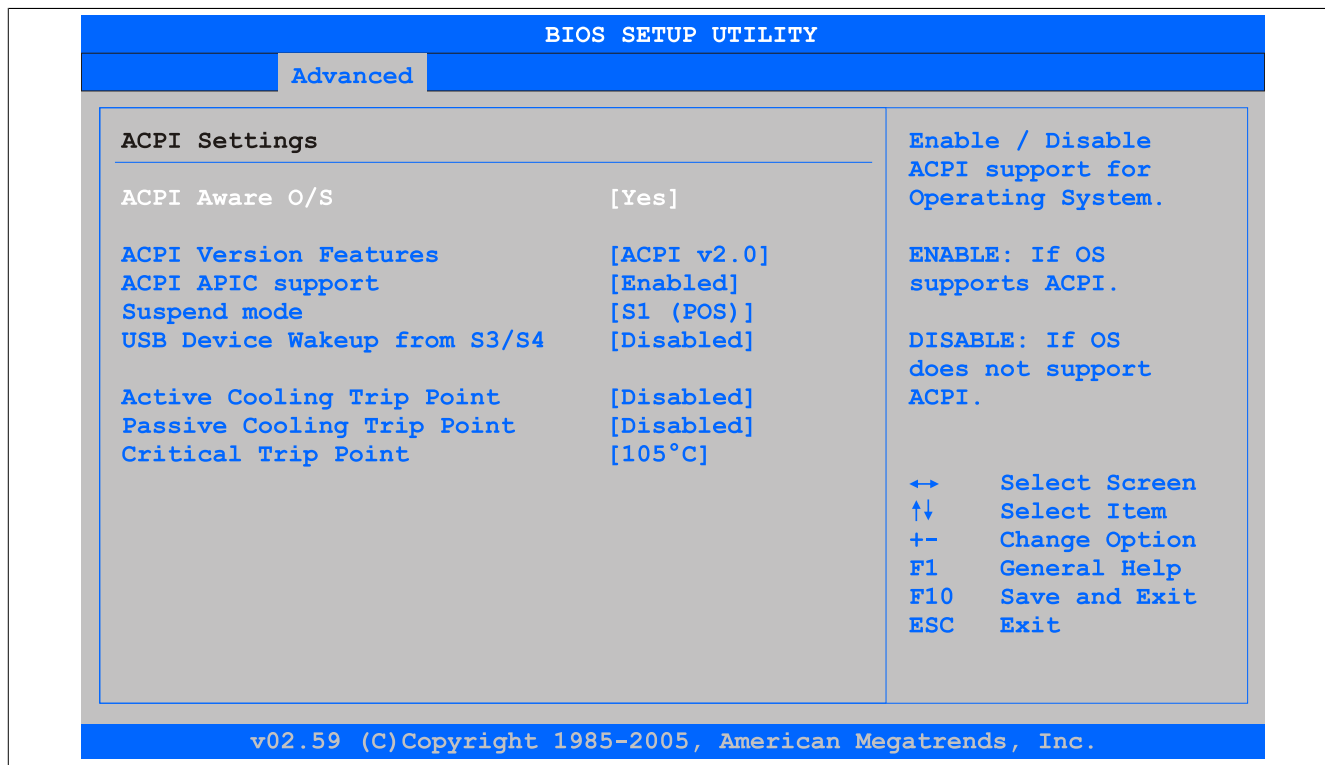 BIOS SETUP UTILITY
Advanced
ACPI Settings
ACPI Aware O/S [Yes]
ACPI Version Features [ACPI v2.0]
ACPI APIC support [Enabled]
Suspend mode [S1 (POS)]
USB Device Wakeup from S3/S4 [Disabled]
Active Cooling Trip Point [Disabled]
Passive Cooling Trip Point [Disabled]
Critical Trip Point [105°C]
Enable / Disable
ACPI support for
Operating System.
ENABLE: If OS
supports ACPI.
DISABLE: If OS
does not support
ACPI.
↔ Select Screen
↑↓ Select Item
+- Change Option
F1 General Help
F10 Save and Exit
ESC Exit
v02.59 (C)Copyright 1985-2005, American Megatrends, Inc.